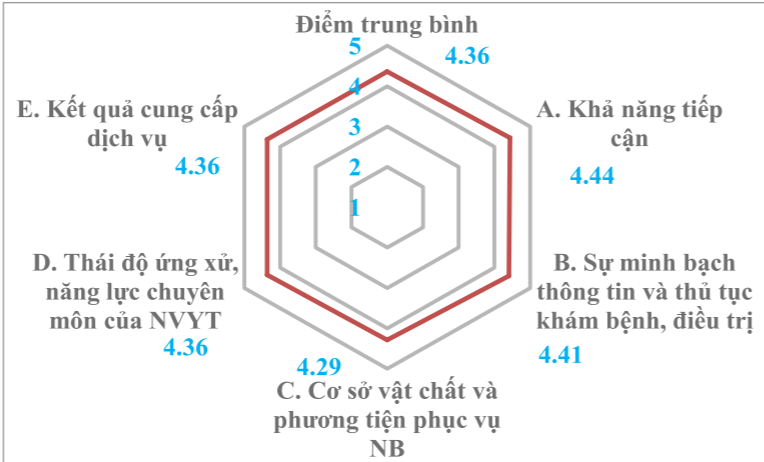 Điểm trung bình
5
4.36
4
3
2
1
A. Khả năng tiếp
cận
4.44
B. Sự minh bạch
thông tin và thủ tục
khám bệnh, điều trị
4.41
C. Cơ sở vật chất và
phương tiện phục vụ
NB
4.29
D. Thái độ ứng xử,
năng lực chuyên
môn của NVYT
4.36
E. Kết quả cung cấp
dịch vụ
4.36